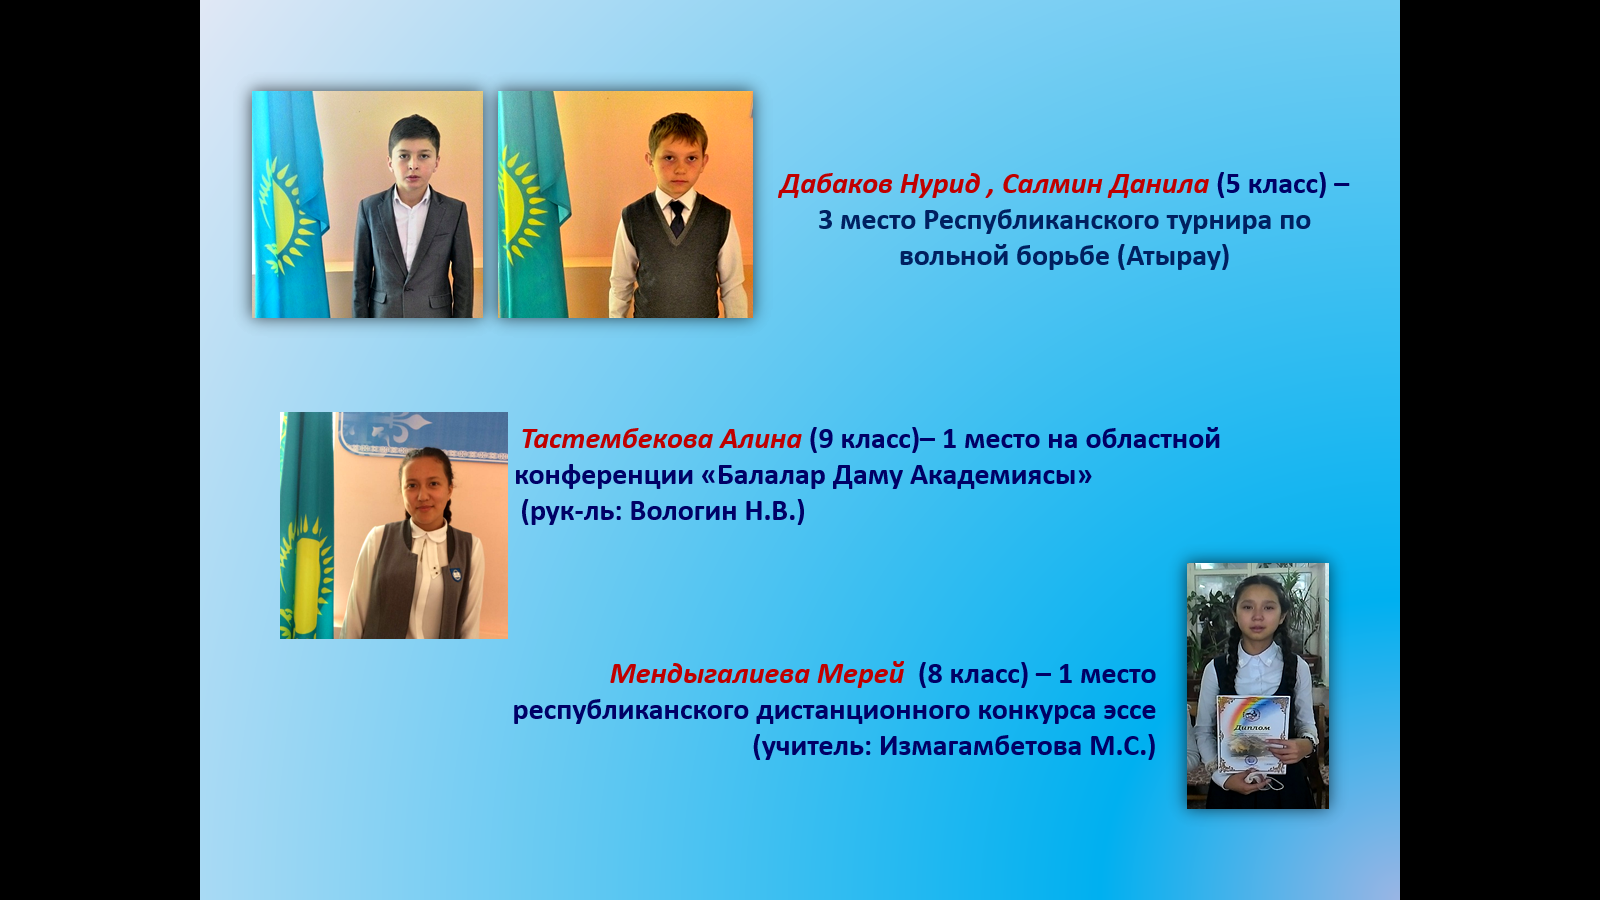 Дабаков Нурид , Салмин Данила (5 класс) –
3 место Республиканского турнира по
вольной борьбе (Атырау)
Тастембекова Алина (9 класс)– 1 место на областной
конференции «Балалар Даму Академиясы»
(рук-ль: Вологин Н.В.)
Мендыгалиева Мерей (8 класс) – 1 место
республиканского дистанционного конкурса эссе
(учитель: Измагамбетова М.С.)
Диплом